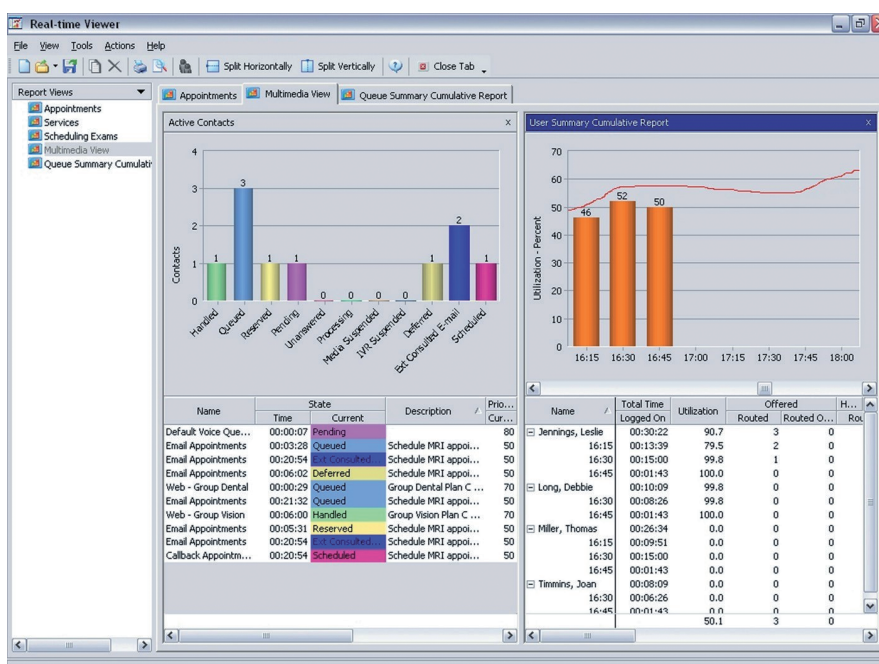 Real-time Viewer
File View Tools Actions Help
Split Horizontally Split Vertically Close Tab
Report Views
Appointments
Services
Scheduling Exams
Multimedia View
Queue Summary Cumulati
Appointments Multimedia View Queue Summary Cumulative Report
Active Contacts x
4
3
2
1
0
Contacts
1 3 1 1 0 0 0 0 1 2 1
Handled Queued Reserved Pending Unanswered Processing Media Suspended IVR Suspended Deferred Ext Consulted E-mail Scheduled
User Summary Cumulative Report x
70
60
50
40
30
20
10
0
Utilization - Percent
46 52 50
16:15 16:30 16:45 17:00 17:15 17:30 17:45 18:00
Name State Description Prio...
Time Current Cur...
Default Voice Que... 00:00:07 Pending 80
Email Appointments 00:03:28 Queued Schedule MRI appoi... 50
Email Appointments 00:20:54 Ext Consulted... Schedule MRI appoi... 50
Email Appointments 00:06:02 Deferred Schedule MRI appoi... 50
Web - Group Dental 00:00:29 Queued Group Dental Plan C ... 70
Email Appointments 00:21:32 Queued Schedule MRI appoi... 50
Web - Group Vision 00:06:00 Handled Group Vision Plan C ... 70
Email Appointments 00:05:31 Reserved Schedule MRI appoi... 50
Email Appointments 00:20:54 Ext Consulted... Schedule MRI appoi... 50
Callback Appointm... 00:20:54 Scheduled Schedule MRI appoi... 50
Name Total Time Utilization Offered H...
Logged On Routed Routed O... Rou
Jennings, Leslie 00:30:22 90.7 3 0
16:15 00:13:39 79.5 2 0
16:30 00:15:00 99.8 1 0
16:45 00:01:43 100.0 0 0
Long, Debbie 00:10:09 99.8 0 0
16:30 00:08:26 99.8 0 0
16:45 00:01:43 100.0 0 0
Miller, Thomas 00:26:34 0.0 0 0
16:15 00:09:51 0.0 0 0
16:30 00:15:00 0.0 0 0
16:45 00:01:43 0.0 0 0
Timmins, Joan 00:08:09 0.0 0 0
16:30 00:06:26 0.0 0 0
16:45 00:01:43 0.0 0 0
50.1 3 0